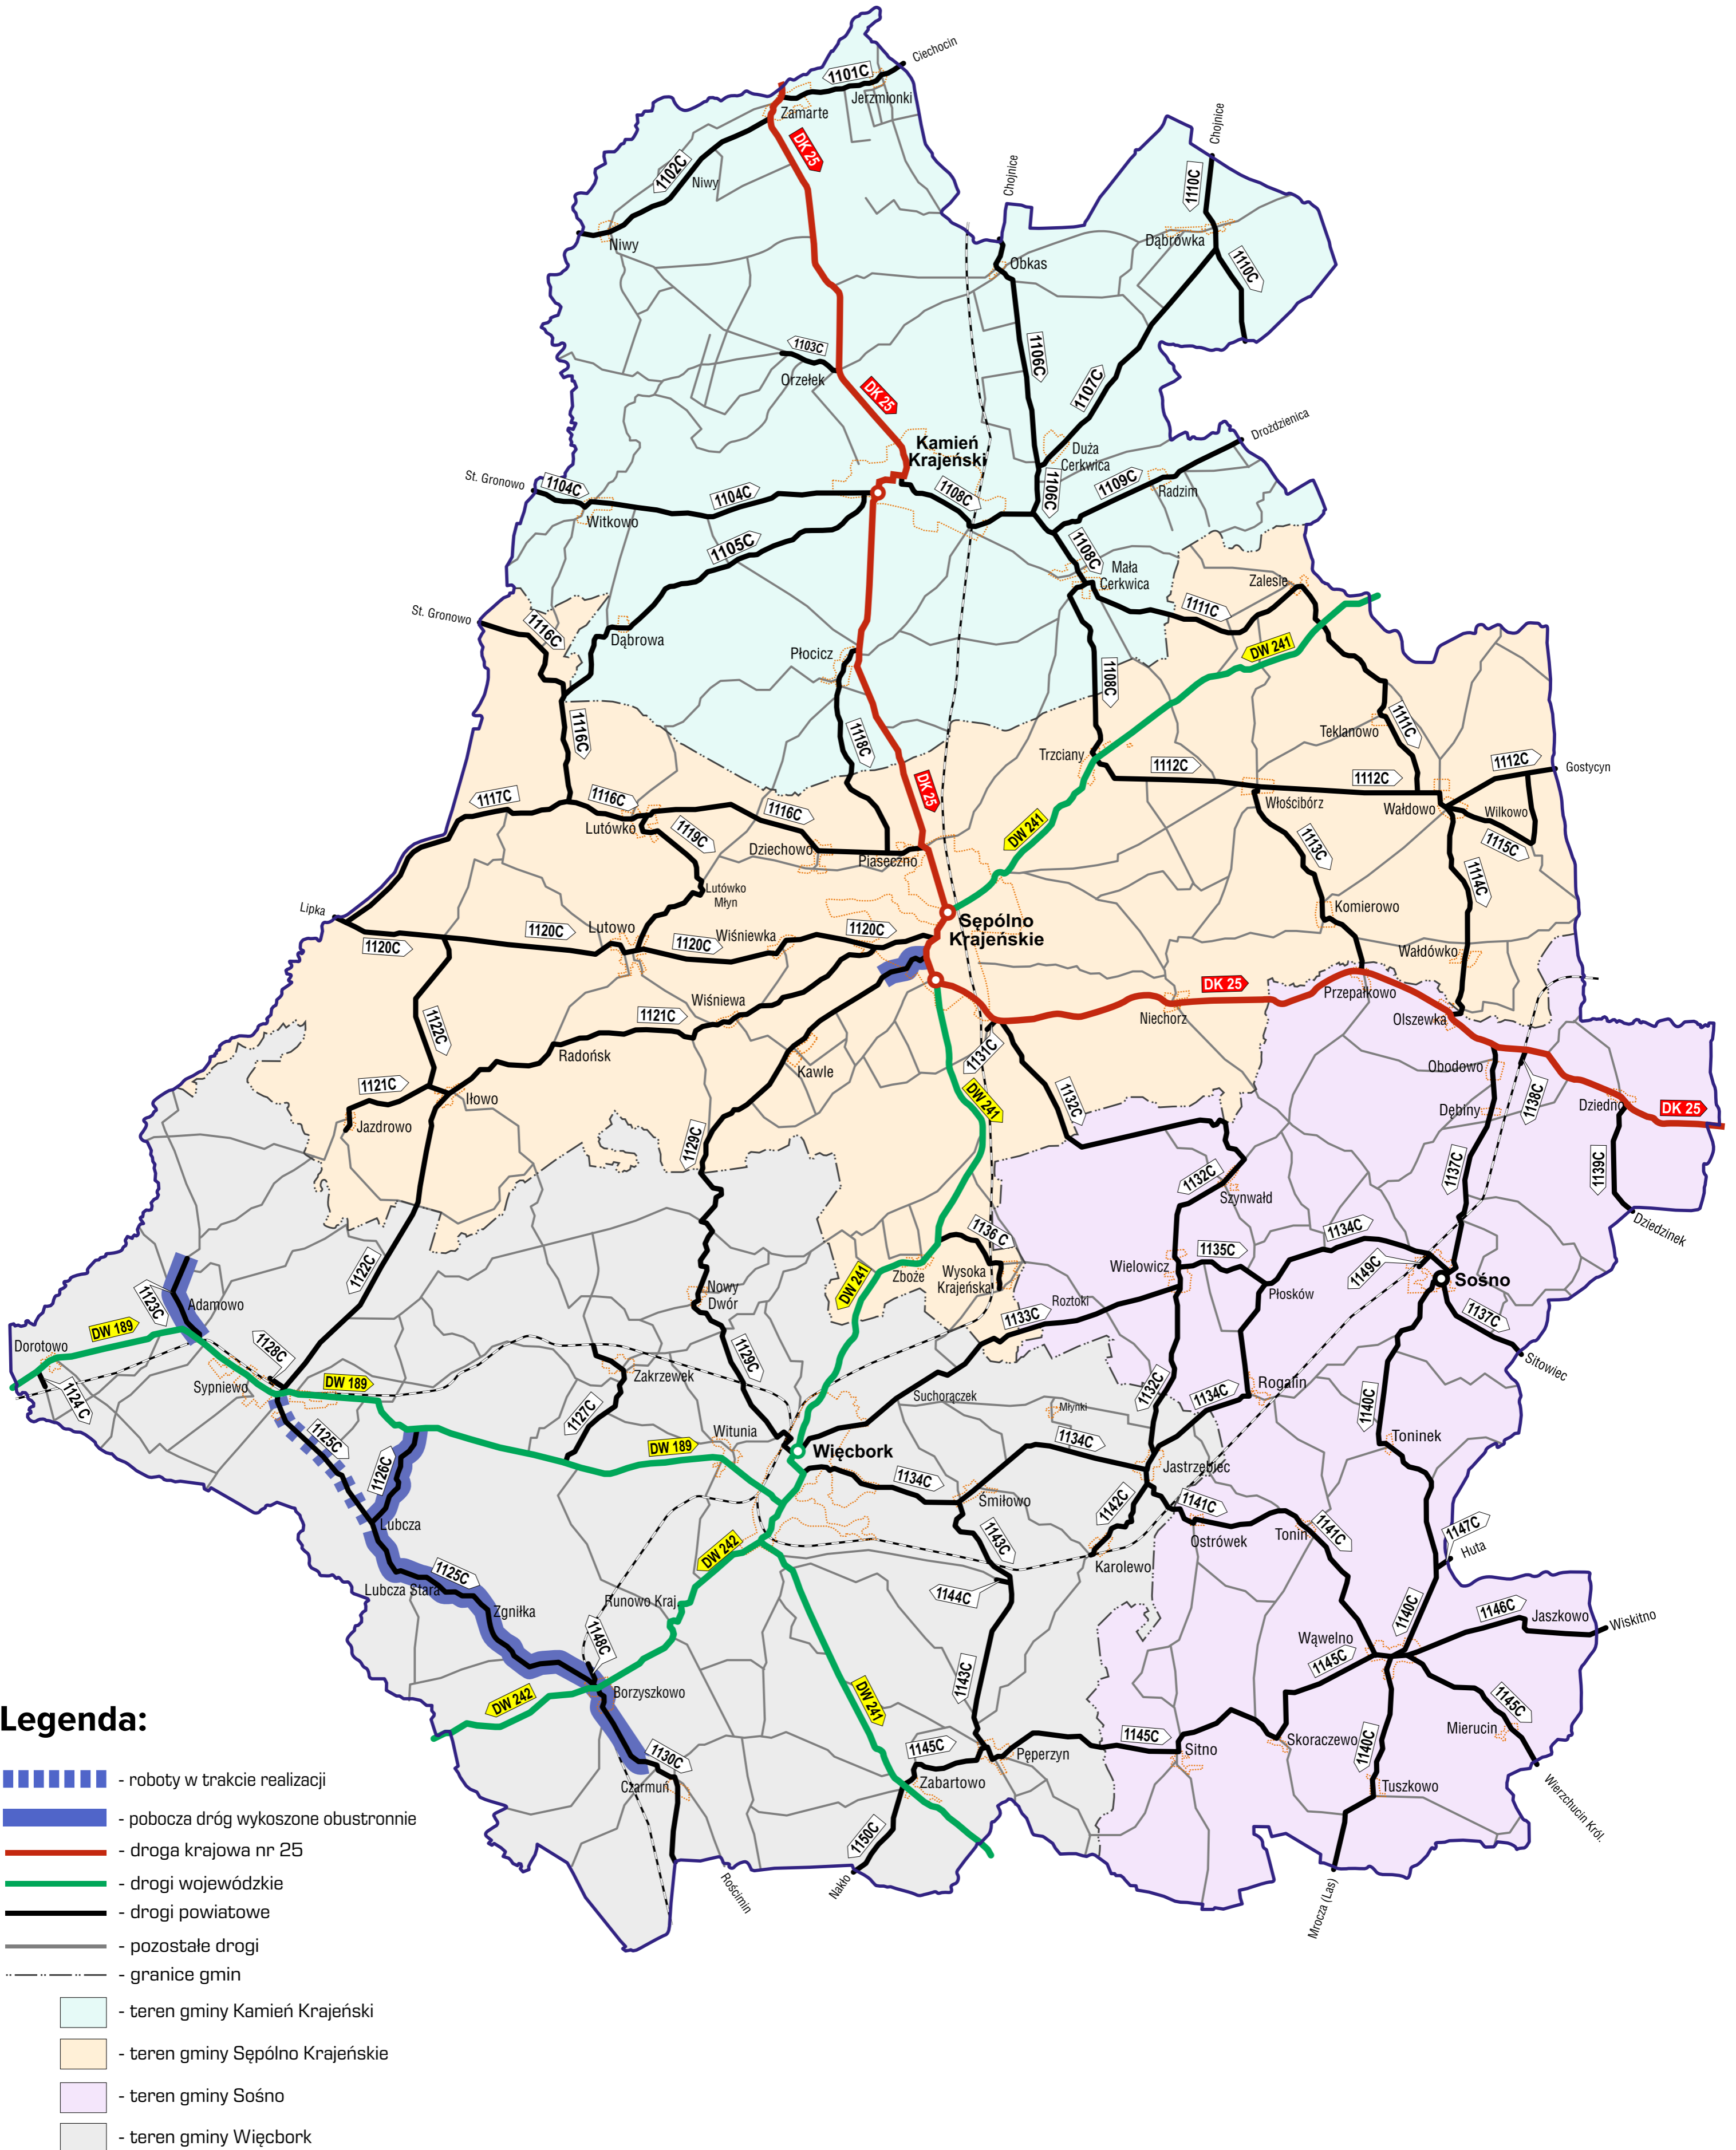 Ciechocin
1101C
Jerzmionki
Zamarte
DK 25
1102C
Niwy
Niwy
Chojnice
Chojnice
1110C
Dąbrówka
1110C
Obkas
1103C
Orzełek
1106C
1107C
DK 25
Kamień
Krajeński
Duża
Cerkwica
Drożdzienica
St. Gronowo
1104C
1104C
Witkowo
1108C
1106C
1109C
Radzim
1105C
1108C
Mała
Cerkwica
Zalesie
1111C
St. Gronowo
1116C
Dąbrowa
Płocicz
DW 241
1108C
1116C
1118C
Teklanowo
1111C
Trzciany
1112C
1112C
1112C
Gostycyn
DK 25
1117C
1116C
Lutówko
1116C
1119C
Dziechowo
Piaseczno
DW 241
Włościbórz
Wałdowo
Wilkowo
1113C
1115C
1114C
Lutówko
Młyn
Lipka
1120C
1120C
Lutowo
1120C
Wiśniewka
1120C
Sępólno
Krajeńskie
Komierowo
Wałdówko
Wiśniewa
1121C
Radońsk
1122C
Niechorz
DK 25
Przepałkowo
Olszewka
Kawle
1131C
1132C
DW 241
Obodowo
Dębiny
1138C
Dziedno
DK 25
1121C
Iłowo
Jazdrowo
1129C
1137C
1139C
1132C
Szynwałd
Dziedzinek
1136 C
1134C
1135C
Wielowicz
1149C
Sośno
Płosków
1137C
Sitowiec
1122C
1123C
Adamowo
DW 189
Dorotowo
Nowy
Dwór
DW 241
Zboże
Wysoka
Krajeńska
Roztoki
1133C
1128C
Sypniewo
1124 C
DW 189
1129C
Zakrzewek
1127C
Suchorączek
Młynki
1132C
1134C
Rogalin
1140C
Toninek
1125C
1126C
Witunia
DW 189
Więcbork
1134C
1134C
Jastrzębiec
Śmiłowo
1142C
1141C
Ostrówek
Tonin
1141C
1147C
Huta
Lubcza
1143C
Karolewo
DW 242
1125C
Lubcza Stara
Zgniłka
Runowo Kraj.
1144C
1140C
1146C
Jaszkowo
Wiskitno
Wąwelno
1145C
1148C
Borzyszkowo
DW 242
1143C
DW 241
1145C
Mierucin
1145C
Skoraczewo
1140C
1145C
Sitno
Pęperzyn
1130C
Czarmuń
Zabartowo
Tuszkowo
Wierzchucin Król.
1150C
Nakło
Rościmin
Mrocza (Las)
Legenda:
- roboty w trakcie realizacji
- pobocza dróg wykoszone obustronnie
- droga krajowa nr 25
- drogi wojewódzkie
- drogi powiatowe
- pozostałe drogi
- granice gmin
- teren gminy Kamień Krajeński
- teren gminy Sępólno Krajeńskie
- teren gminy Sośno
- teren gminy Więcbork